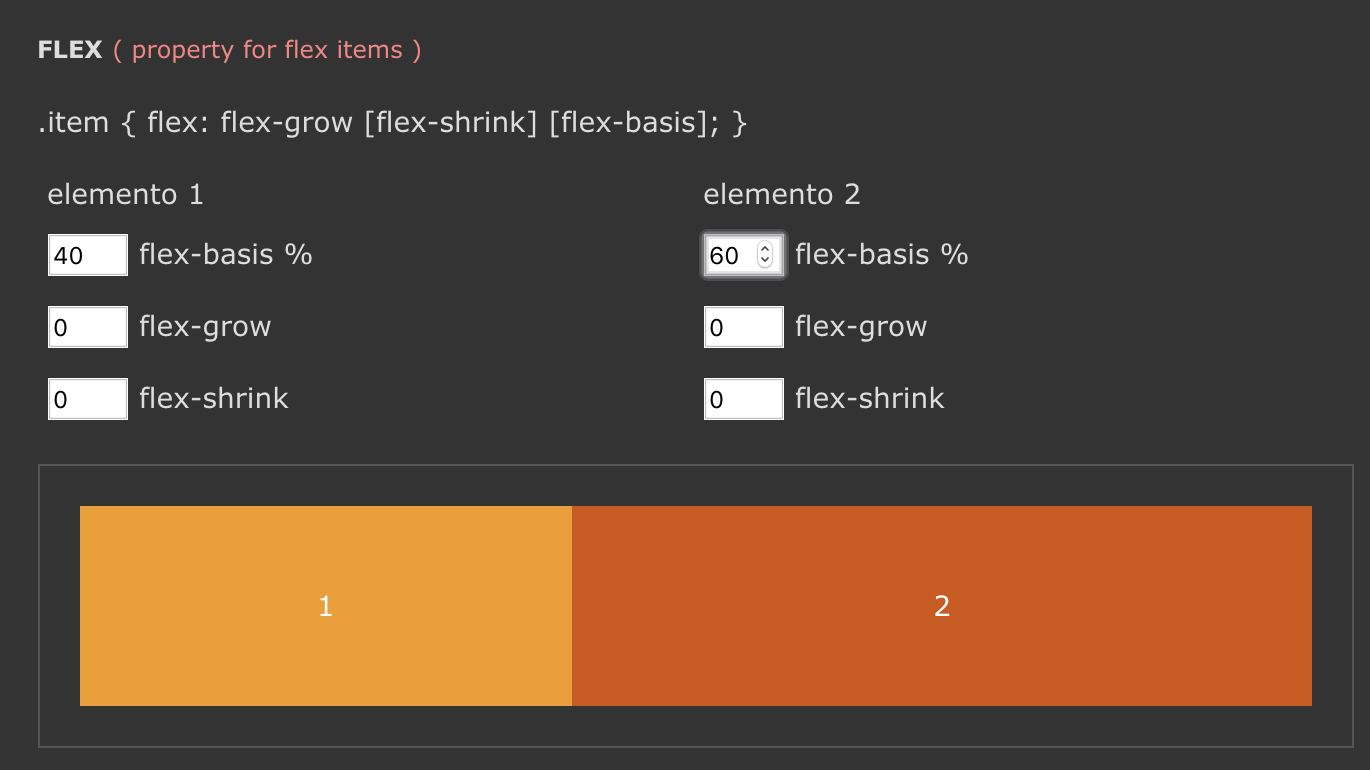 FLEX ( property for flex items )
.item { flex: flex-grow [flex-shrink] [flex-basis]; }
elemento 1
40 flex-basis %
0 flex-grow
0 flex-shrink
elemento 2
60 flex-basis %
0 flex-grow
0 flex-shrink
1
2